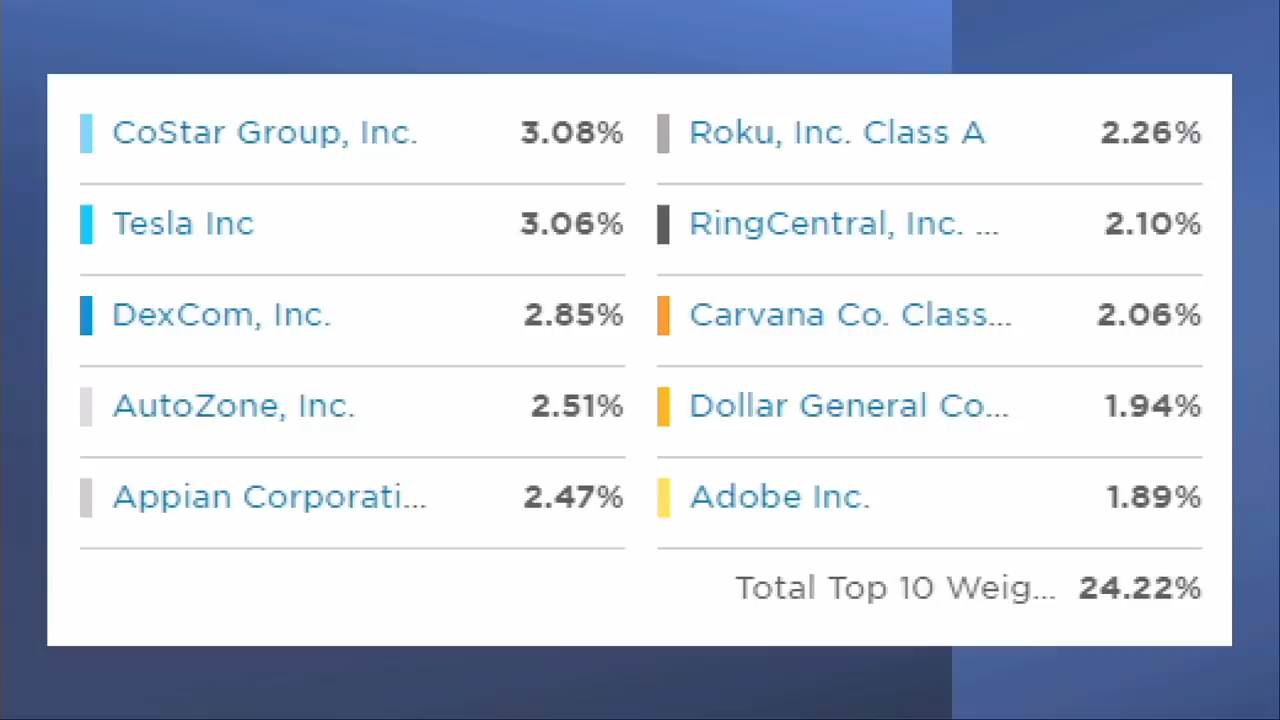 CoStar Group, Inc. 3.08%
Tesla Inc 3.06%
DexCom, Inc. 2.85%
AutoZone, Inc. 2.51%
Appian Corporati... 2.47%
Roku, Inc. Class A 2.26%
RingCentral, Inc. ... 2.10%
Carvana Co. Class... 2.06%
Dollar General Co... 1.94%
Adobe Inc. 1.89%
Total Top 10 Weig... 24.22%